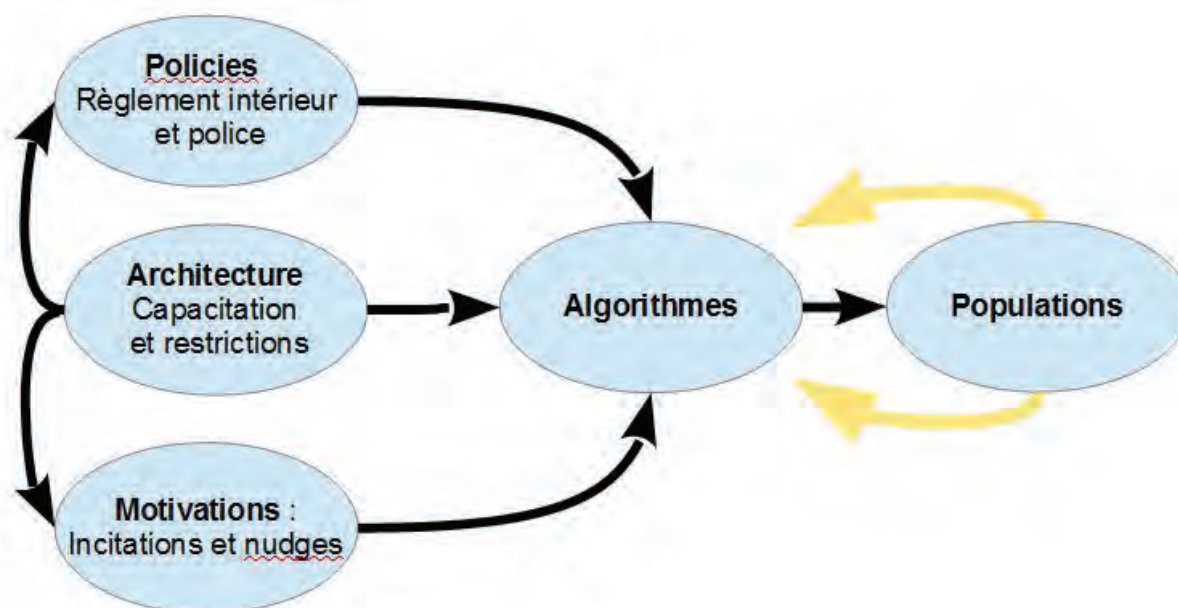 Policies
Règlement intérieur
et police
Architecture
Capacitation
et restrictions
Motivations :
Incitations et nudges
Algorithmes
Populations